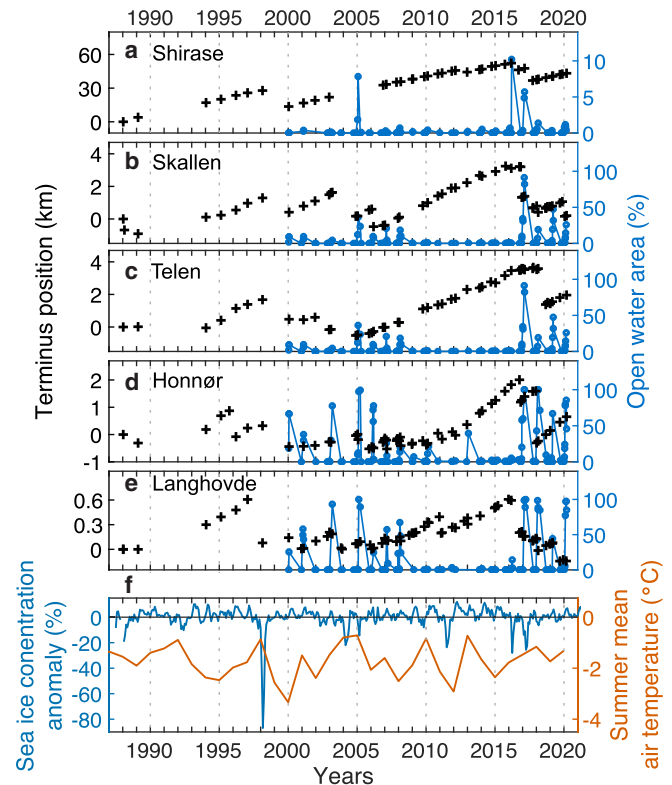 1990 1995 2000 2005 2010 2015 2020
a Shirase
60
30
0
10
5
0
b Skallen
4
2
0
100
50
0
c Telen
4
2
0
100
50
0
d Honnør
2
1
0
-1
100
50
0
e Langhovde
0.6
0.3
0
100
50
0
Terminus position (km)
Open water area (%)
f
0
-20
-40
-60
-80
0
-2
-4
Sea ice conentration
anomaly (%)
Summer mean
air temperature (°C)
1990 1995 2000 2005 2010 2015 2020
Years